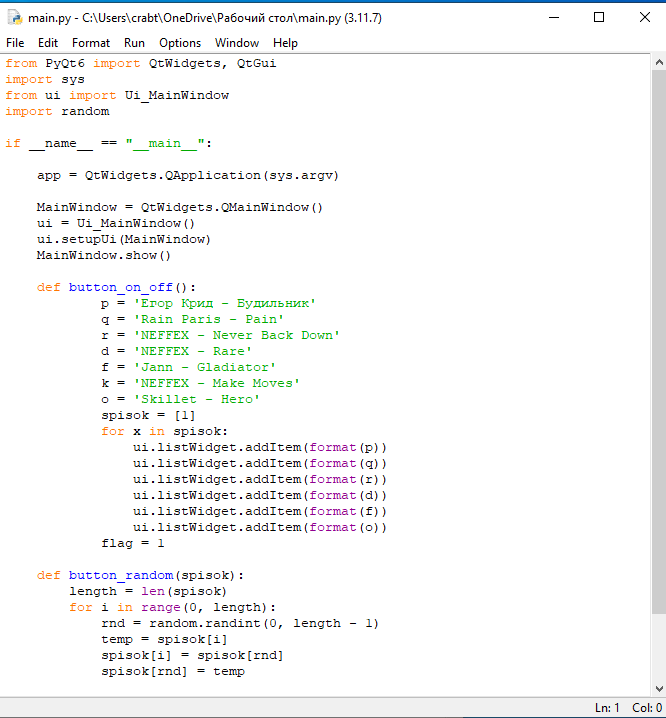 main.py - C:\Users\crabt\OneDrive\Рабочий стол\main.py (3.11.7)
File Edit Format Run Options Window Help
from PyQt6 import QtWidgets, QtGui
import sys
from ui import Ui_MainWindow
import random

if __name__ == "__main__":

    app = QtWidgets.QApplication(sys.argv)

    MainWindow = QtWidgets.QMainWindow()
    ui = Ui_MainWindow()
    ui.setupUi(MainWindow)
    MainWindow.show()

    def button_on_off():
            p = 'Егор Крид - Будильник'
            q = 'Rain Paris - Pain'
            r = 'NEFFEX - Never Back Down'
            d = 'NEFFEX - Rare'
            f = 'Jann - Gladiator'
            k = 'NEFFEX - Make Moves'
            o = 'Skillet - Hero'
            spisok = [1]
            for x in spisok:
                ui.listWidget.addItem(format(p))
                ui.listWidget.addItem(format(q))
                ui.listWidget.addItem(format(r))
                ui.listWidget.addItem(format(d))
                ui.listWidget.addItem(format(f))
                ui.listWidget.addItem(format(o))
            flag = 1

    def button_random(spisok):
        length = len(spisok)
        for i in range(0, length):
            rnd = random.randint(0, length - 1)
            temp = spisok[i]
            spisok[i] = spisok[rnd]
            spisok[rnd] = temp
Ln: 1 Col: 0